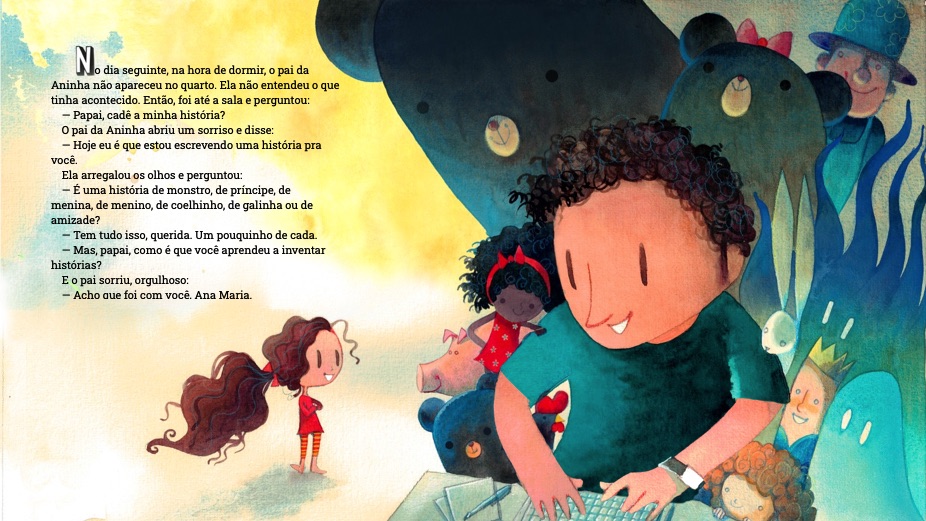 No dia seguinte, na hora de dormir, o pai da
Aninha não apareceu no quarto. Ela não entendeu o que
tinha acontecido. Então, foi até a sala e perguntou:
— Papai, cadê a minha história?
O pai da Aninha abriu um sorriso e disse:
— Hoje eu é que estou escrevendo uma história pra
você.
Ela arregalou os olhos e perguntou:
— É uma história de monstro, de príncipe, de
menina, de menino, de coelhinho, de galinha ou de
amizade?
— Tem tudo isso, querida. Um pouquinho de cada.
— Mas, papai, como é que você aprendeu a inventar
histórias?
E o pai sorriu, orgulhoso:
— Acho que foi com você, Ana Maria.